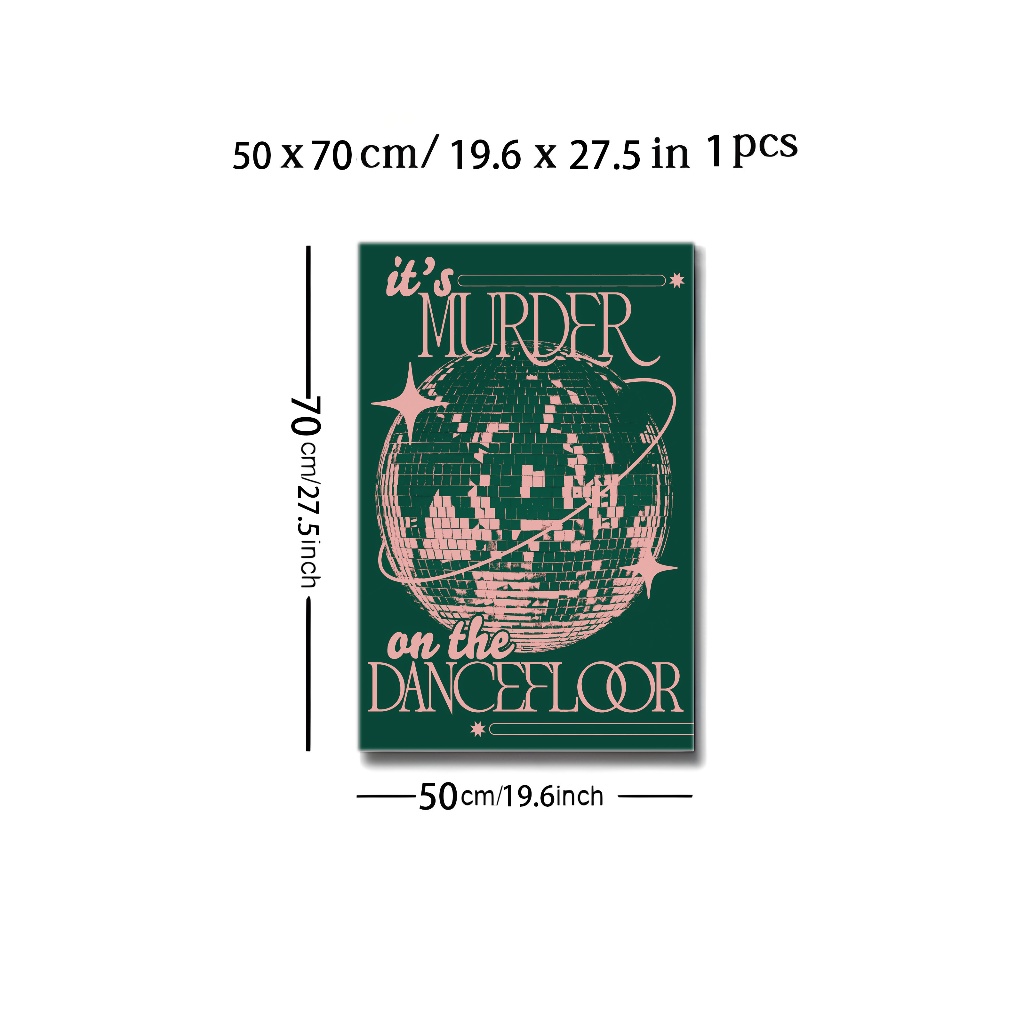 50 x 70 cm/ 19.6 x 27.5 in 1 pcs
it's
MURDER
70cm/27.5inch
on the
DANCEFLOOR
50cm/19.6inch